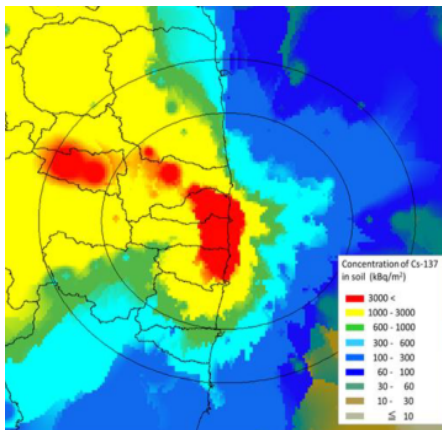 Concentration of Cs-137
in soil (kBq/m²)
3000 <
1000 - 3000
600 - 1000
300 - 600
100 - 300
60 - 100
30 - 60
10 - 30
≦ 10